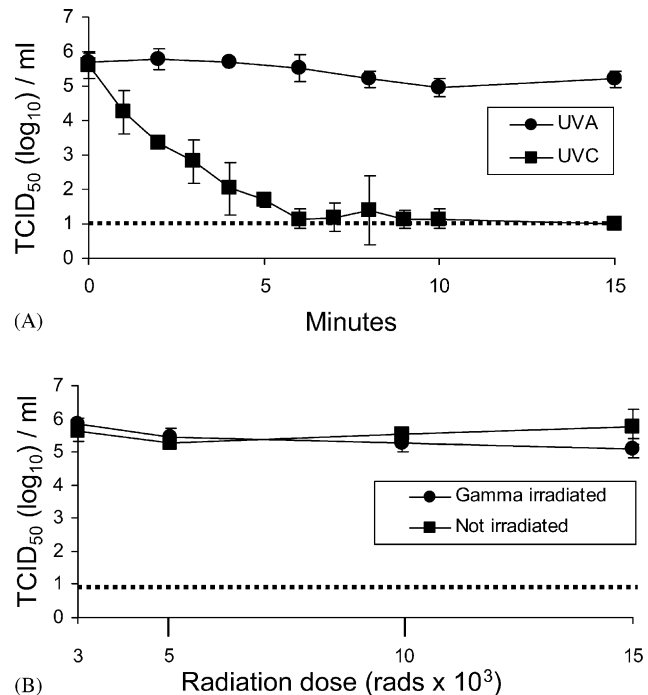 7
6
5
4
3
2
1
0
TCID50 (log10) / ml
UVA
UVC
0 5 10 15
Minutes
(A)
7
6
5
4
3
2
1
0
TCID50 (log10) / ml
Gamma irradiated
Not irradiated
3 5 10 15
Radiation dose (rads x 10³)
(B)